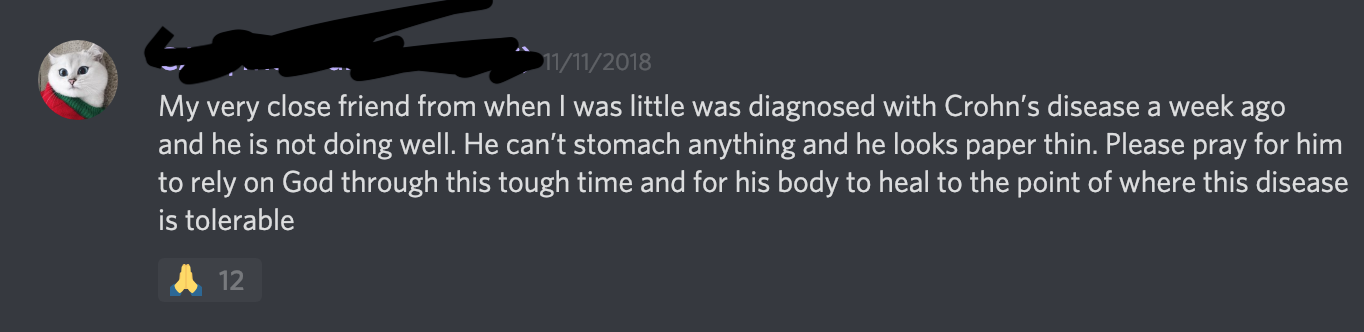 11/11/2018
My very close friend from when I was little was diagnosed with Crohn’s disease a week ago
and he is not doing well. He can’t stomach anything and he looks paper thin. Please pray for him
to rely on God through this tough time and for his body to heal to the point of where this disease
is tolerable
🙏 12